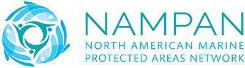 NAMPAN
NORTH AMERICAN MARINE
PROTECTED AREAS NETWORK